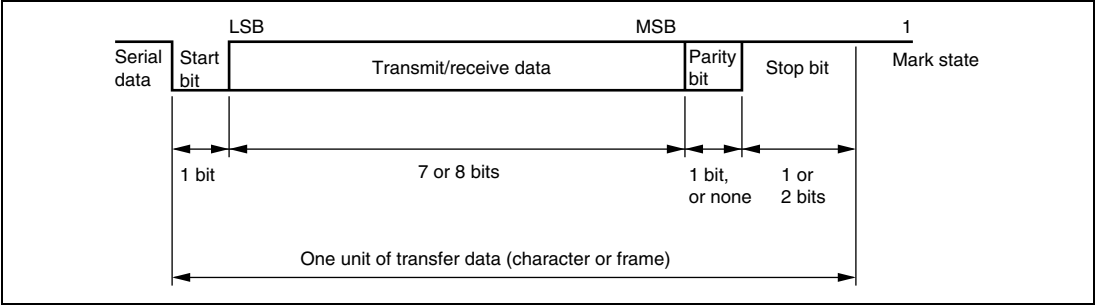 LSB MSB 1
Serial data
Start bit
Transmit/receive data
Parity bit
Stop bit
Mark state
1 bit
7 or 8 bits
1 bit, or none
1 or 2 bits
One unit of transfer data (character or frame)